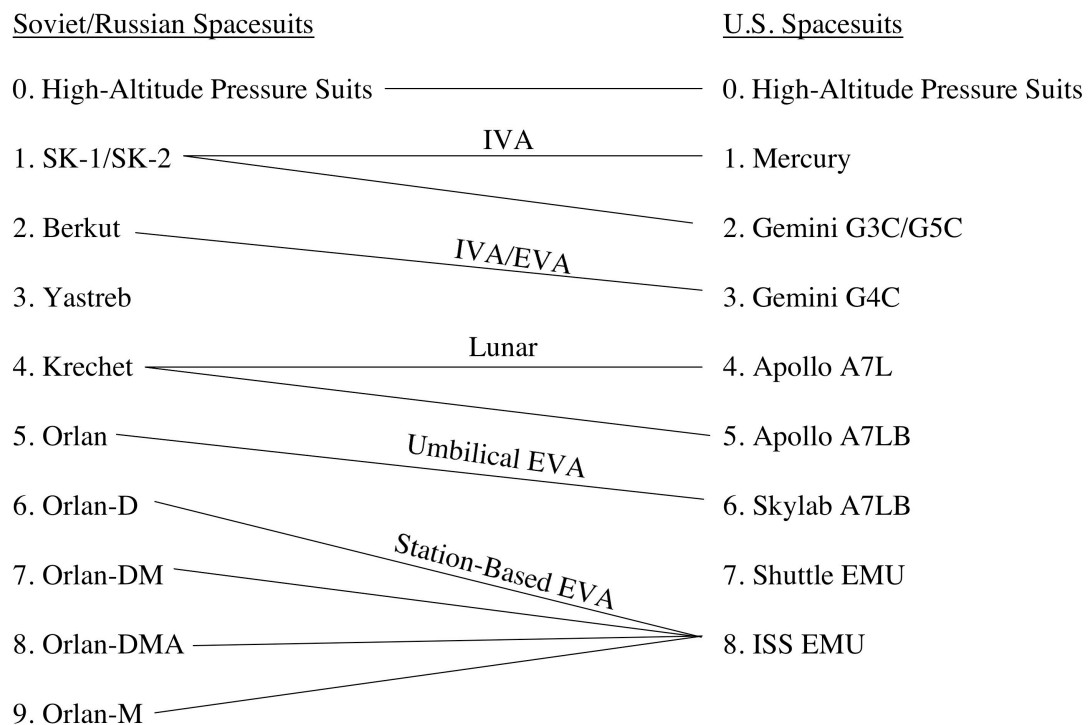 Soviet/Russian Spacesuits
U.S. Spacesuits
0. High-Altitude Pressure Suits
0. High-Altitude Pressure Suits
IVA
1. SK-1/SK-2
1. Mercury
2. Berkut
2. Gemini G3C/G5C
IVA/EVA
3. Yastreb
3. Gemini G4C
Lunar
4. Krechet
4. Apollo A7L
5. Orlan
5. Apollo A7LB
Umbilical EVA
6. Orlan-D
6. Skylab A7LB
Station-Based EVA
7. Orlan-DM
7. Shuttle EMU
8. Orlan-DMA
8. ISS EMU
9. Orlan-M